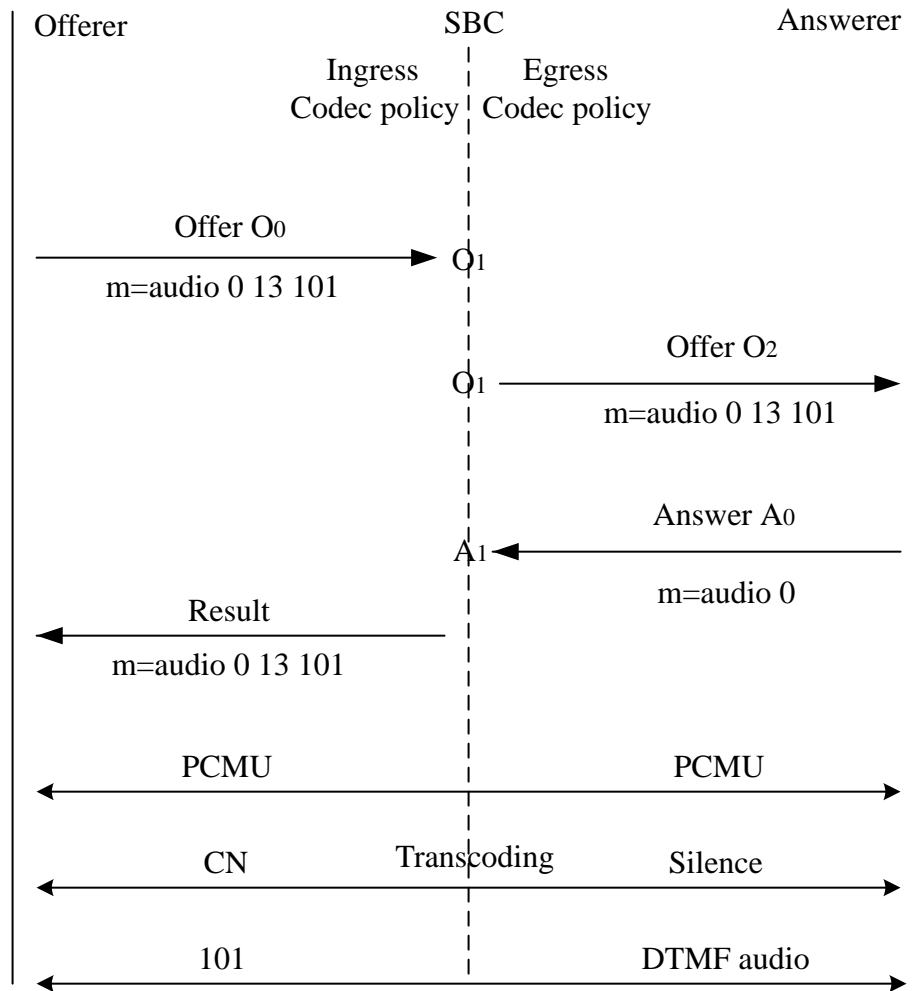 Offerer
SBC
Answerer
Ingress
Codec policy
Egress
Codec policy
Offer O0
m=audio 0 13 101
O1
O1
Offer O2
m=audio 0 13 101
Answer A0
A1
m=audio 0
Result
m=audio 0 13 101
PCMU
PCMU
CN
Transcoding
Silence
101
DTMF audio